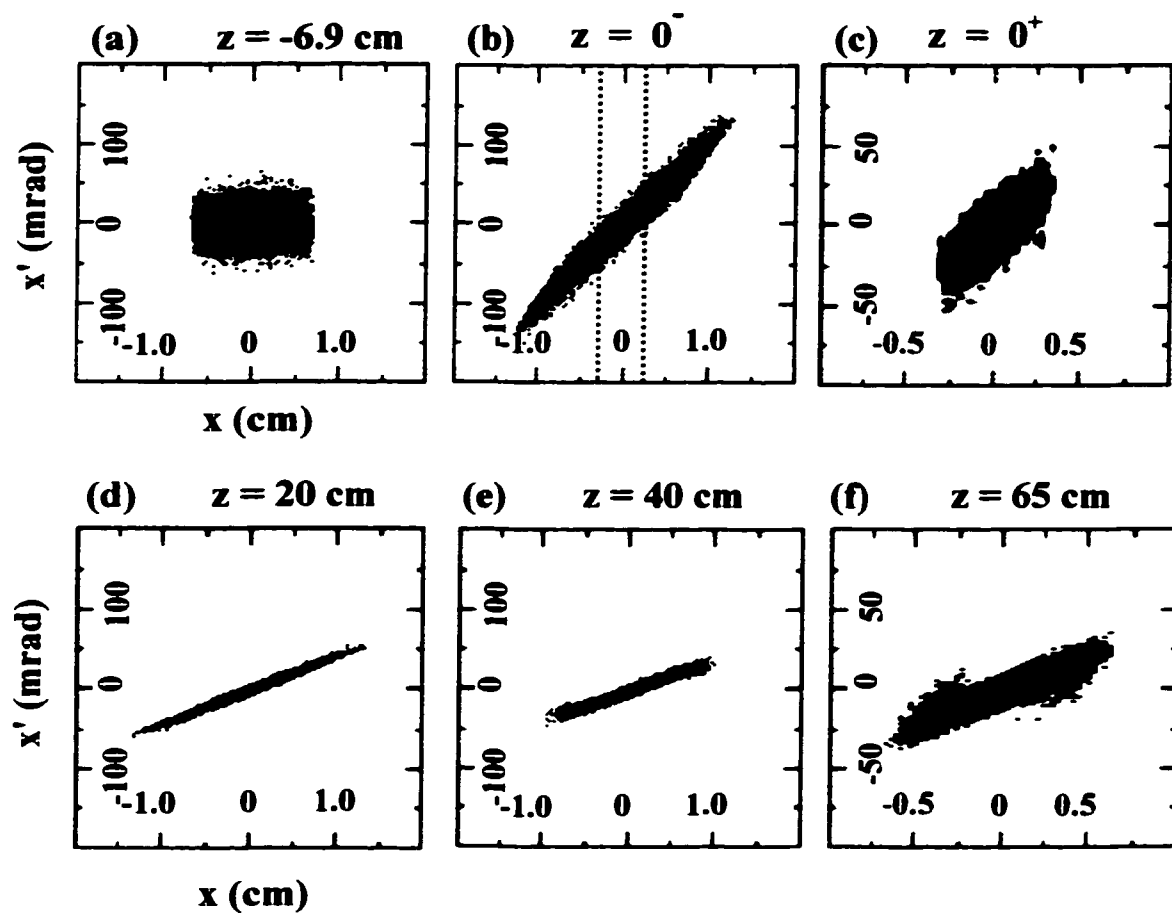 (a) z = -6.9 cm
(b) z = 0⁻
(c) z = 0⁺
x' (mrad)
100
0
-100
-1.0 0 1.0
100
0
-100
-1.0 0 1.0
50
0
-50
-0.5 0 0.5
x (cm)
(d) z = 20 cm
(e) z = 40 cm
(f) z = 65 cm
x' (mrad)
100
0
-100
-1.0 0 1.0
100
0
-100
-1.0 0 1.0
50
0
-50
-0.5 0 0.5
x (cm)